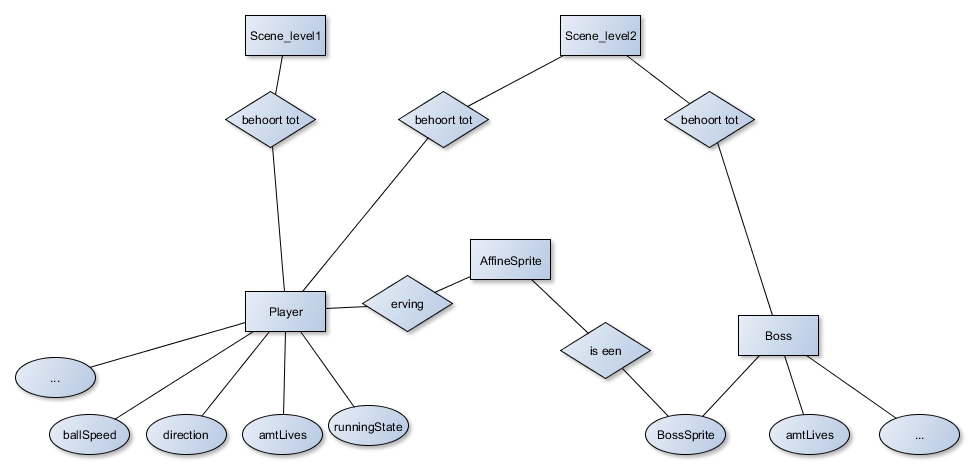 Scene_level1
Scene_level2
behoort tot
behoort tot
behoort tot
AffineSprite
Player
erving
Boss
is een
...
ballSpeed
direction
amtLives
runningState
BossSprite
amtLives
...